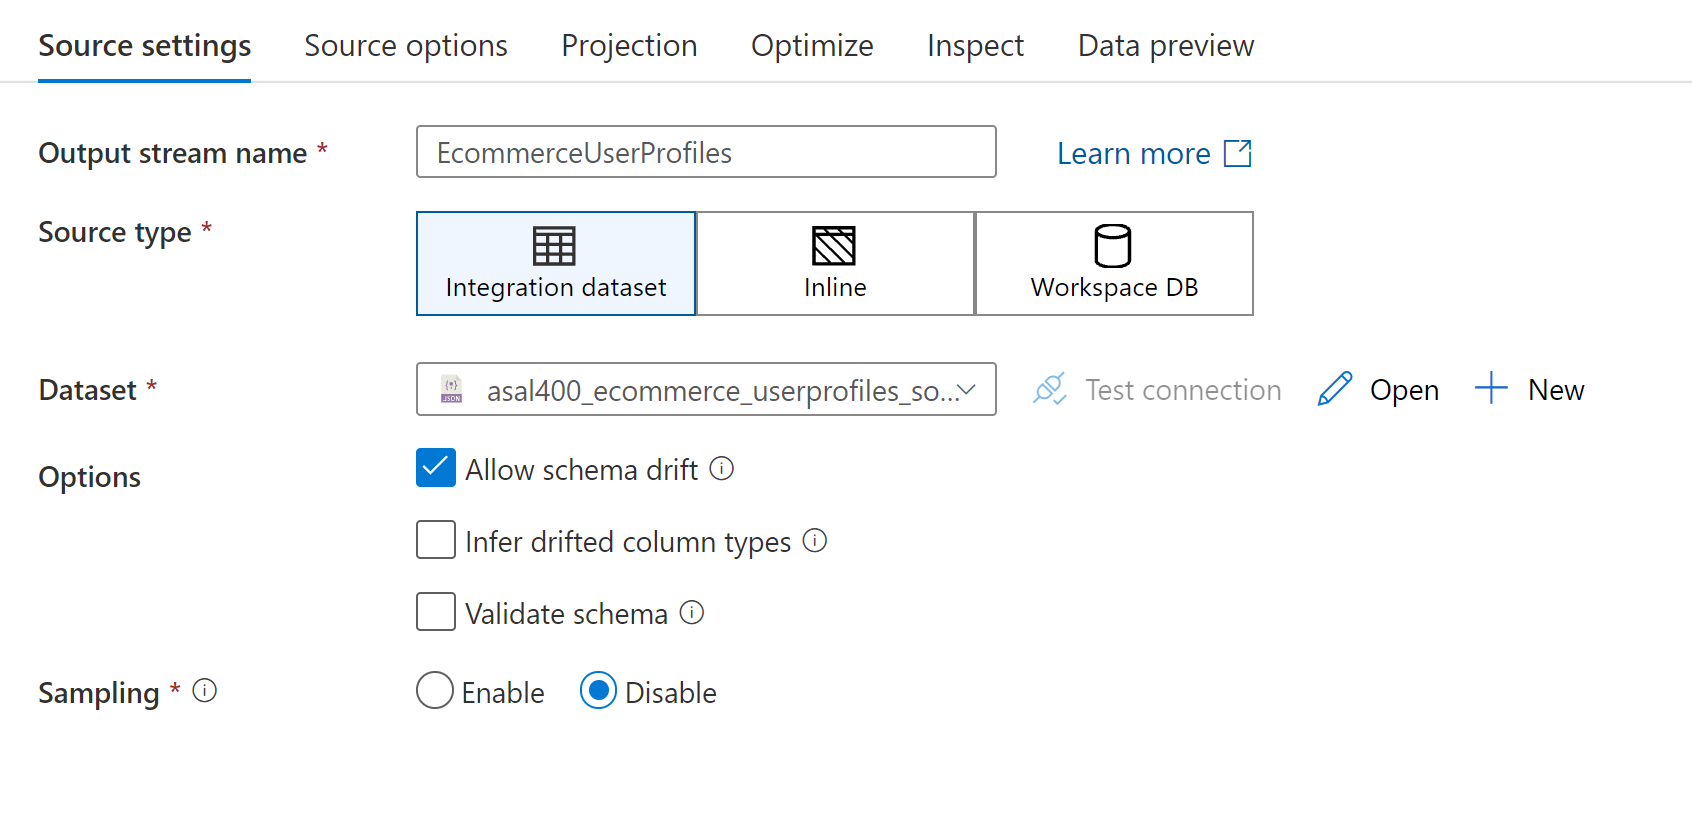 Source settings Source options Projection Optimize Inspect Data preview
Output stream name * EcommerceUserProfiles Learn more
Source type *
Integration dataset Inline Workspace DB
Dataset * JSON asal400_ecommerce_userprofiles_so... Test connection Open New
Options Allow schema drift
Infer drifted column types
Validate schema
Sampling * Enable Disable